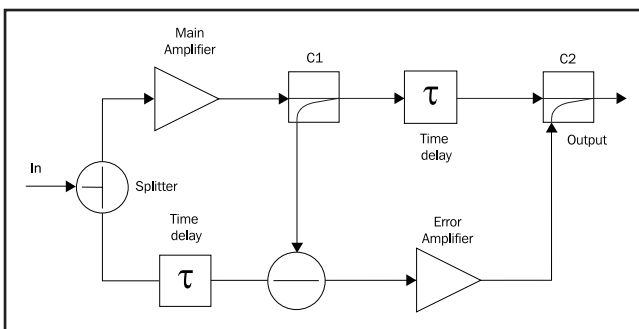 Main
Amplifier
C1
τ
Time
delay
C2
Output
In
Splitter
Time
delay
τ
Error
Amplifier